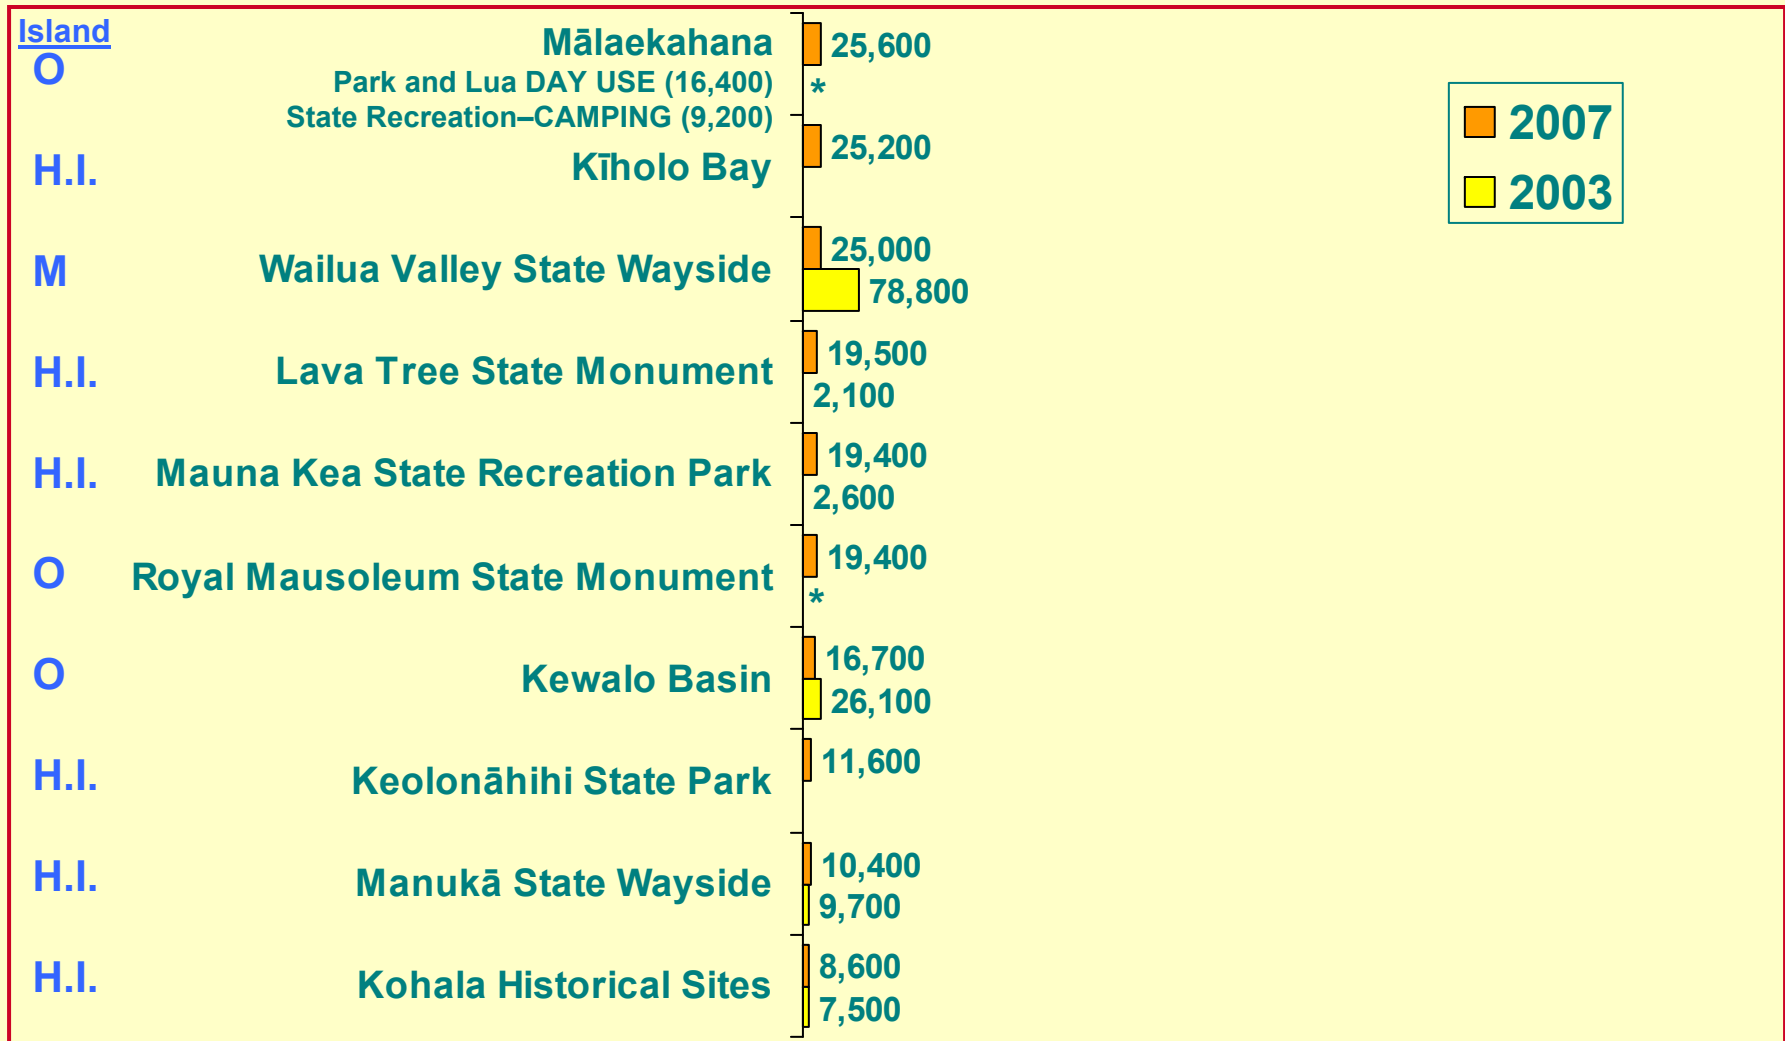 Island
O
Mālaekahana
25,600
Park and Lua DAY USE (16,400)
*
State Recreation–CAMPING (9,200)
H.I.
Kīholo Bay
25,200
M
Wailua Valley State Wayside
25,000
78,800
H.I.
Lava Tree State Monument
19,500
2,100
H.I.
Mauna Kea State Recreation Park
19,400
2,600
O
Royal Mausoleum State Monument
19,400
*
O
Kewalo Basin
16,700
26,100
H.I.
Keolonāhihi State Park
11,600
H.I.
Manukā State Wayside
10,400
9,700
H.I.
Kohala Historical Sites
8,600
7,500
2007
2003